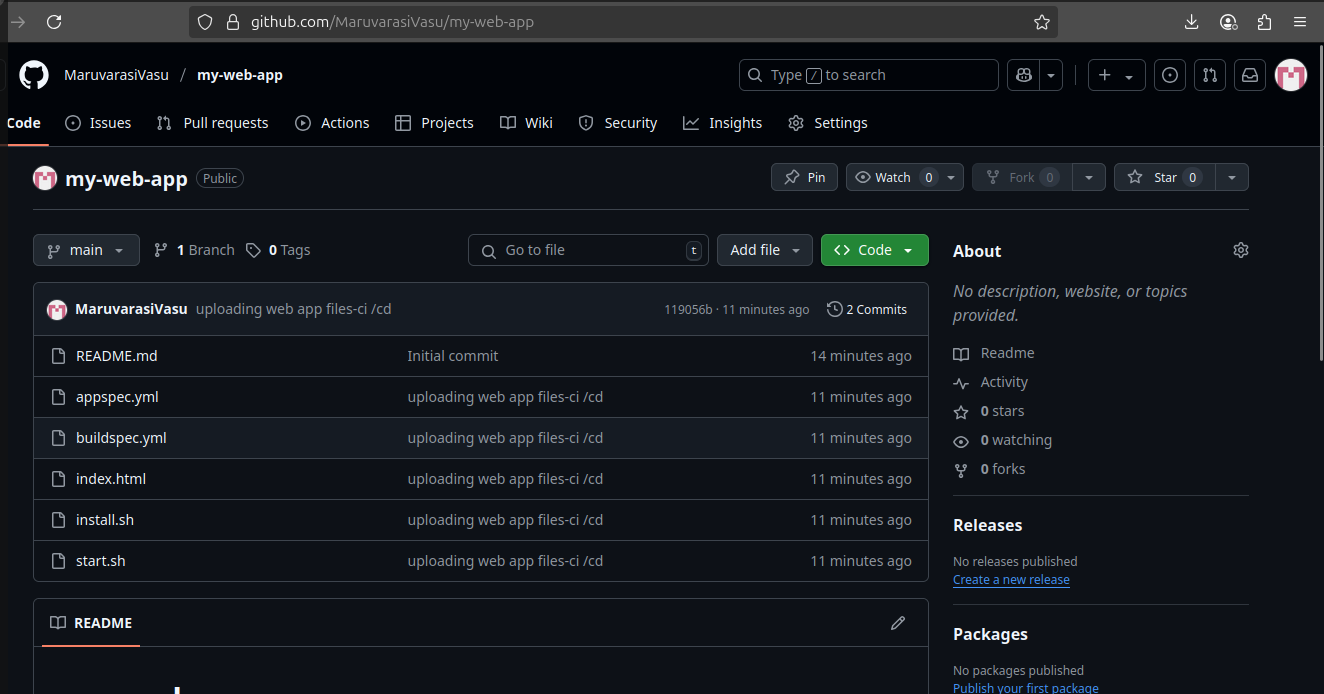 github.com/MaruvarasiVasu/my-web-app
MaruvarasiVasu / my-web-app
Type / to search
Code Issues Pull requests Actions Projects Wiki Security Insights Settings
my-web-app Public
Pin Watch 0 Fork 0 Star 0
main 1 Branch 0 Tags Go to file t Add file <> Code
MaruvarasiVasu uploading web app files-ci /cd 119056b · 11 minutes ago 2 Commits
README.md Initial commit 14 minutes ago
appspec.yml uploading web app files-ci /cd 11 minutes ago
buildspec.yml uploading web app files-ci /cd 11 minutes ago
index.html uploading web app files-ci /cd 11 minutes ago
install.sh uploading web app files-ci /cd 11 minutes ago
start.sh uploading web app files-ci /cd 11 minutes ago
README
About
No description, website, or topics
provided.
Readme
Activity
0 stars
0 watching
0 forks
Releases
No releases published
Create a new release
Packages
No packages published
Publish your first package